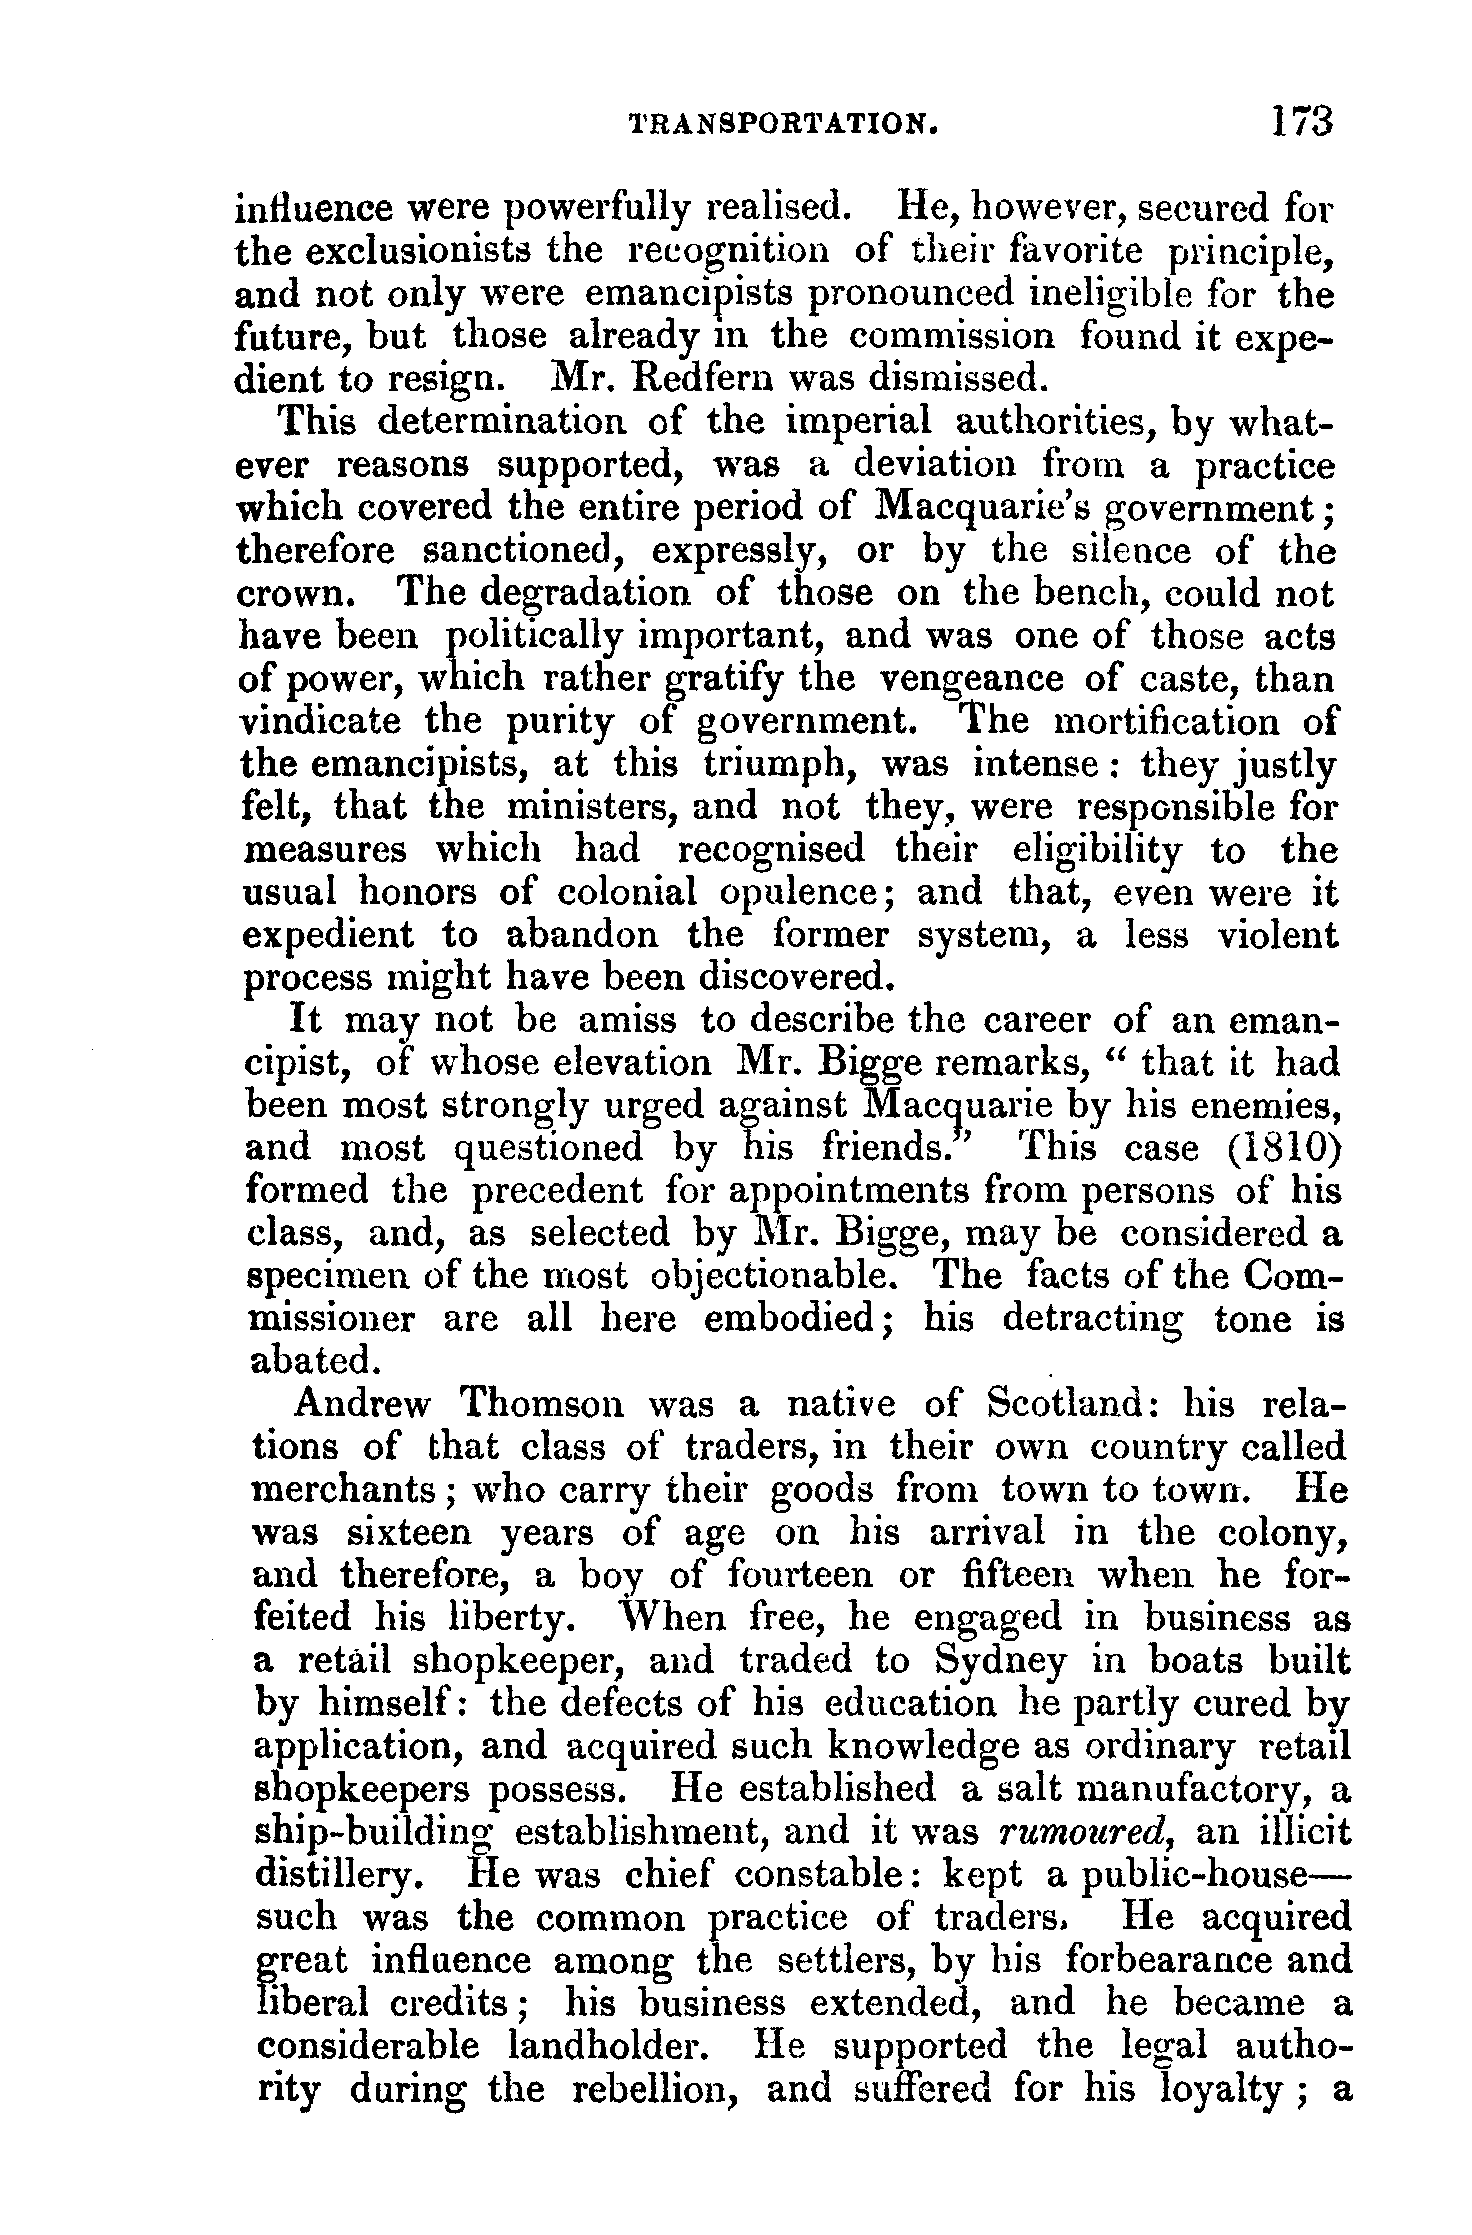 TRANSPORTATION. 173
influence were powerfully realised. He, however, secured for
the exclusionists the recognition of their favorite principle,
and not only were emancipists pronounced ineligible for the
future, but those already in the commission found it expe-
dient to resign. Mr. Redfern was dismissed.
This determination of the imperial authorities, by what-
ever reasons supported, was a deviation from a practice
which covered the entire period of Macquarie's government;
therefore sanctioned, expressly, or by the silence of the
crown. The degradation of those on the bench, could not
have been politically important, and was one of those acts
of power, which rather gratify the vengeance of caste, than
vindicate the purity of government. The mortification of
the emancipists, at this triumph, was intense: they justly
felt, that the ministers, and not they, were responsible for
measures which had recognised their eligibility to the
usual honors of colonial opulence; and that, even were it
expedient to abandon the former system, a less violent
process might have been discovered.
It may not be amiss to describe the career of an eman-
cipist, of whose elevation Mr. Bigge remarks, " that it had
been most strongly urged against Macquarie by his enemies,
and most questioned by his friends." This case (1810)
formed the precedent for appointments from persons of his
class, and, as selected by Mr. Bigge, may be considered a
specimen of the most objectionable. The facts of the Com-
missioner are all here embodied; his detracting tone is
abated.
Andrew Thomson was a native of Scotland: his rela-
tions of that class of traders, in their own country called
merchants; who carry their goods from town to town. He
was sixteen years of age on his arrival in the colony,
and therefore, a boy of fourteen or fifteen when he for-
feited his liberty. When free, he engaged in business as
a retail shopkeeper, and traded to Sydney in boats built
by himself: the defects of his education he partly cured by
application, and acquired such knowledge as ordinary retail
shopkeepers possess. He established a salt manufactory, a
ship-building establishment, and it was rumoured, an illicit
distillery. He was chief constable: kept a public-house—
such was the common practice of traders. He acquired
great influence among the settlers, by his forbearance and
liberal credits; his business extended, and he became a
considerable landholder. He supported the legal autho-
rity during the rebellion, and suffered for his loyalty; a